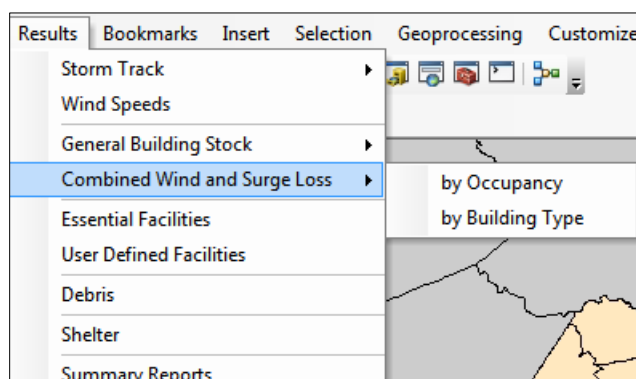 Results Bookmarks Insert Selection Geoprocessing Customize
Storm Track
Wind Speeds
General Building Stock
Combined Wind and Surge Loss
by Occupancy
by Building Type
Essential Facilities
User Defined Facilities
Debris
Shelter
Summary Reports